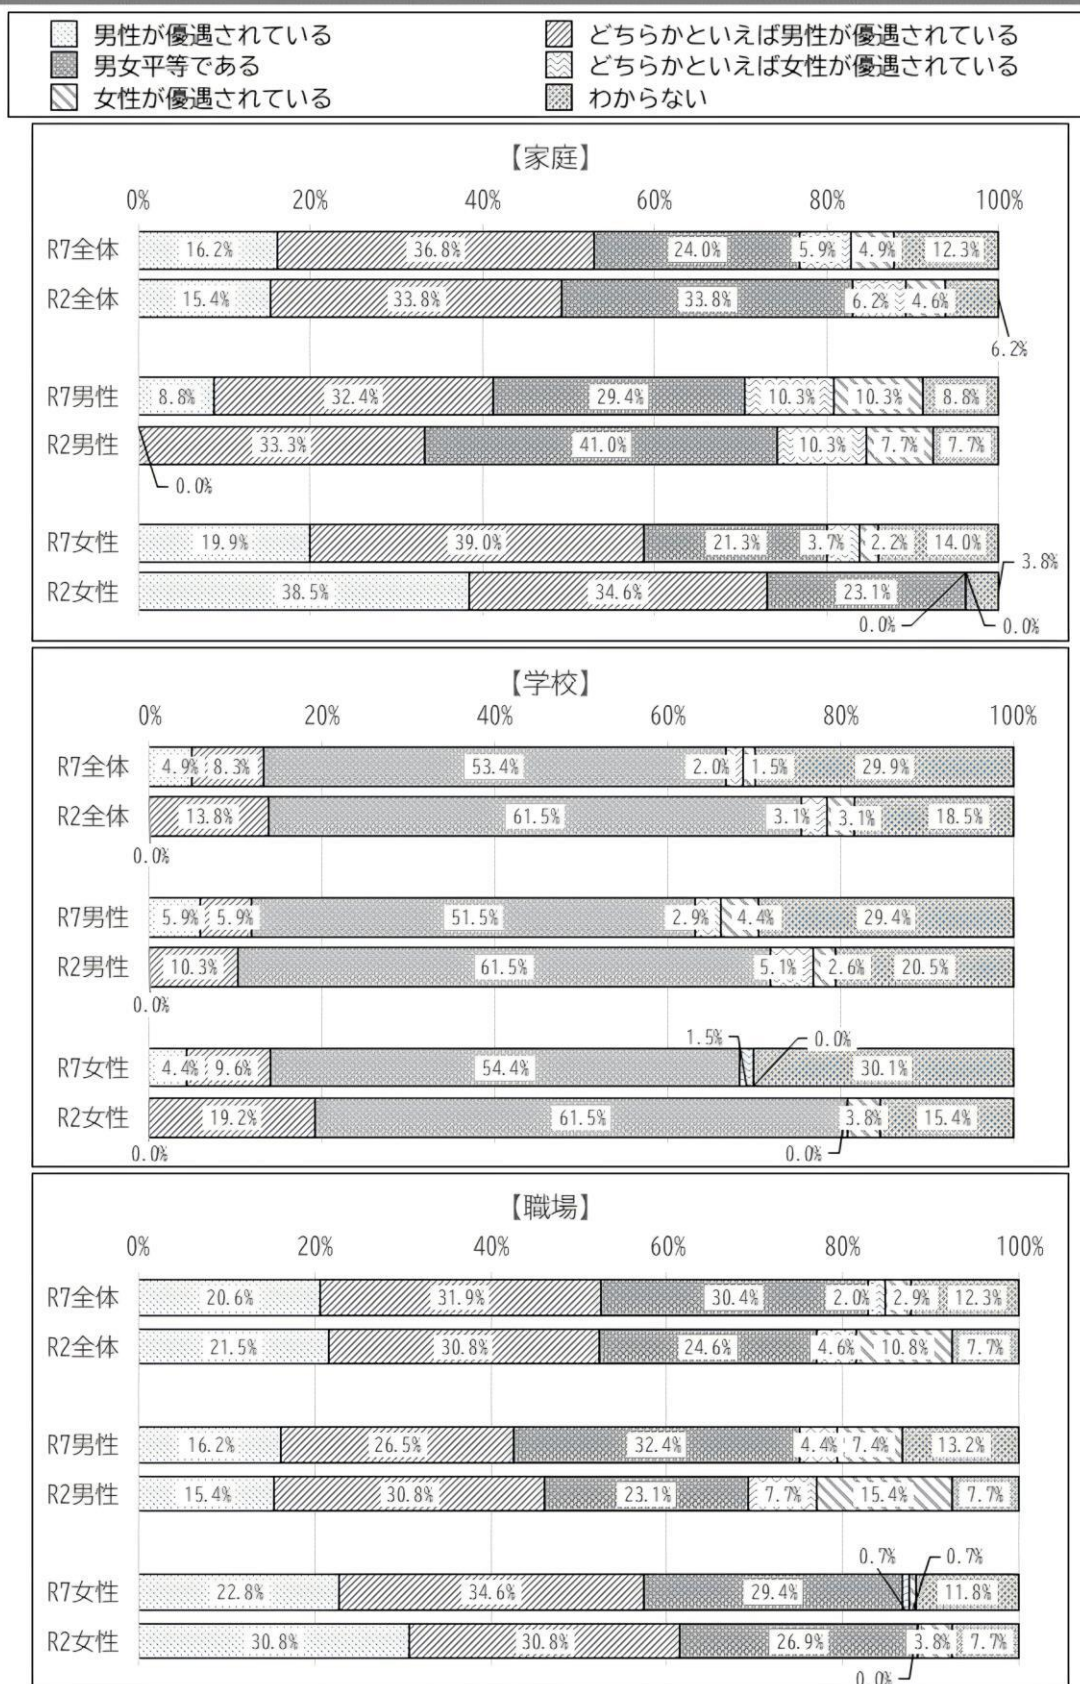 男性が優遇されている どちらかといえば男性が優遇されている
男女平等である どちらかといえば女性が優遇されている
女性が優遇されている わからない
【家庭】
0% 20% 40% 60% 80% 100%
R7全体 16.2% 36.8% 24.0% 5.9% 4.9% 12.3%
R2全体 15.4% 33.8% 33.8% 6.2% 4.6%
6.2%
R7男性 8.8% 32.4% 29.4% 10.3% 10.3% 8.8%
R2男性 33.3% 41.0% 10.3% 7.7% 7.7%
0.0%
R7女性 19.9% 39.0% 21.3% 3.7% 2.2% 14.0%
3.8%
R2女性 38.5% 34.6% 23.1%
0.0% 0.0%
【学校】
0% 20% 40% 60% 80% 100%
R7全体 4.9% 8.3% 53.4% 2.0% 1.5% 29.9%
R2全体 13.8% 61.5% 3.1% 3.1% 18.5%
0.0%
R7男性 5.9% 5.9% 51.5% 2.9% 4.4% 29.4%
R2男性 10.3% 61.5% 5.1% 2.6% 20.5%
0.0%
1.5% 0.0%
R7女性 4.4% 9.6% 54.4% 30.1%
R2女性 19.2% 61.5% 3.8% 15.4%
0.0% 0.0%
【職場】
0% 20% 40% 60% 80% 100%
R7全体 20.6% 31.9% 30.4% 2.0% 2.9% 12.3%
R2全体 21.5% 30.8% 24.6% 4.6% 10.8% 7.7%
R7男性 16.2% 26.5% 32.4% 4.4% 7.4% 13.2%
R2男性 15.4% 30.8% 23.1% 7.7% 15.4% 7.7%
0.7% 0.7%
R7女性 22.8% 34.6% 29.4% 11.8%
R2女性 30.8% 30.8% 26.9% 3.8% 7.7%
0.0%